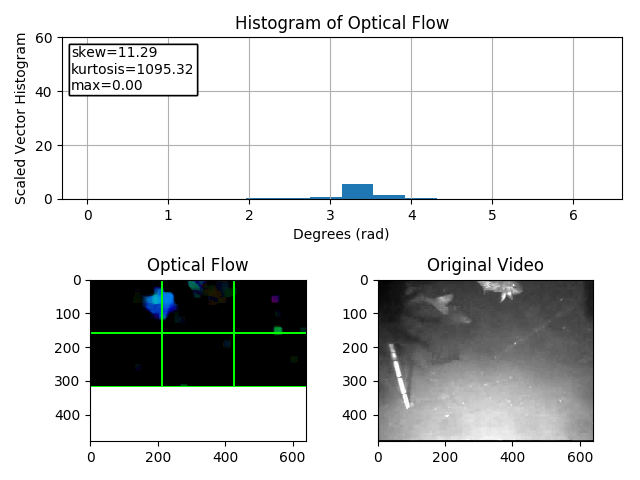 Histogram of Optical Flow
skew=11.29
kurtosis=1095.32
max=0.00
Scaled Vector Histogram
60
40
20
0
0 1 2 3 4 5 6
Degrees (rad)
Optical Flow
0
100
200
300
400
0 200 400 600
Original Video
0
100
200
300
400
0 200 400 600